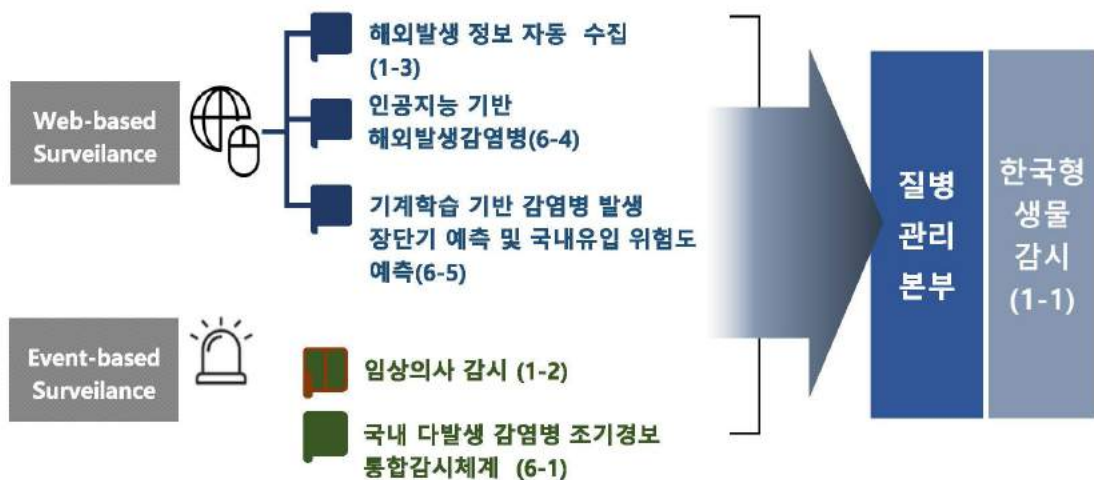 해외발생 정보 자동 수집
(1-3)
Web-based
Surveilance
인공지능 기반
해외발생감염병(6-4)
기계학습 기반 감염병 발생
장단기 예측 및 국내유입 위험도
예측(6-5)
Event-based
Surveilance
임상의사 감시 (1-2)
국내 다발생 감염병 조기경보
통합감시체계 (6-1)
질병
관리
본부
한국형
생물
감시
(1-1)